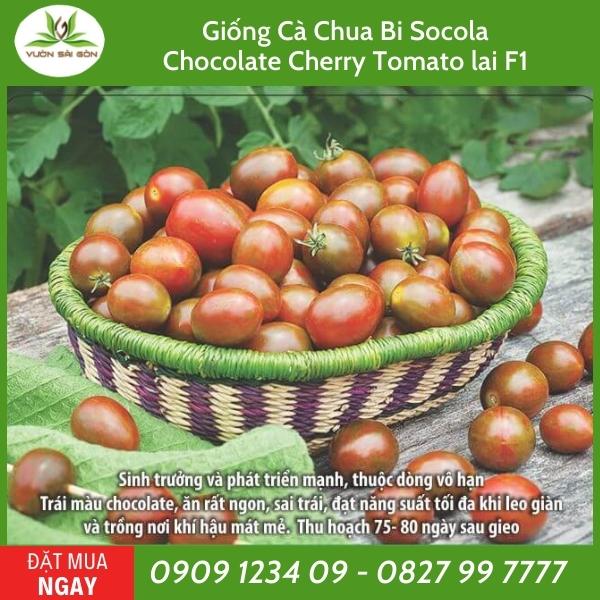 VƯỜN SÀI GÒN
Giống Cà Chua Bi Socola
Chocolate Cherry Tomato lai F1
Sinh trưởng và phát triển mạnh, thuộc dòng vô hạn
Trái màu chocolate, ăn rất ngon, sai trái, đạt năng suất tối đa khi leo giàn
và trồng nơi khí hậu mát mẻ. Thu hoạch 75- 80 ngày sau gieo
ĐẶT MUA
NGAY
0909 1234 09 - 0827 99 7777